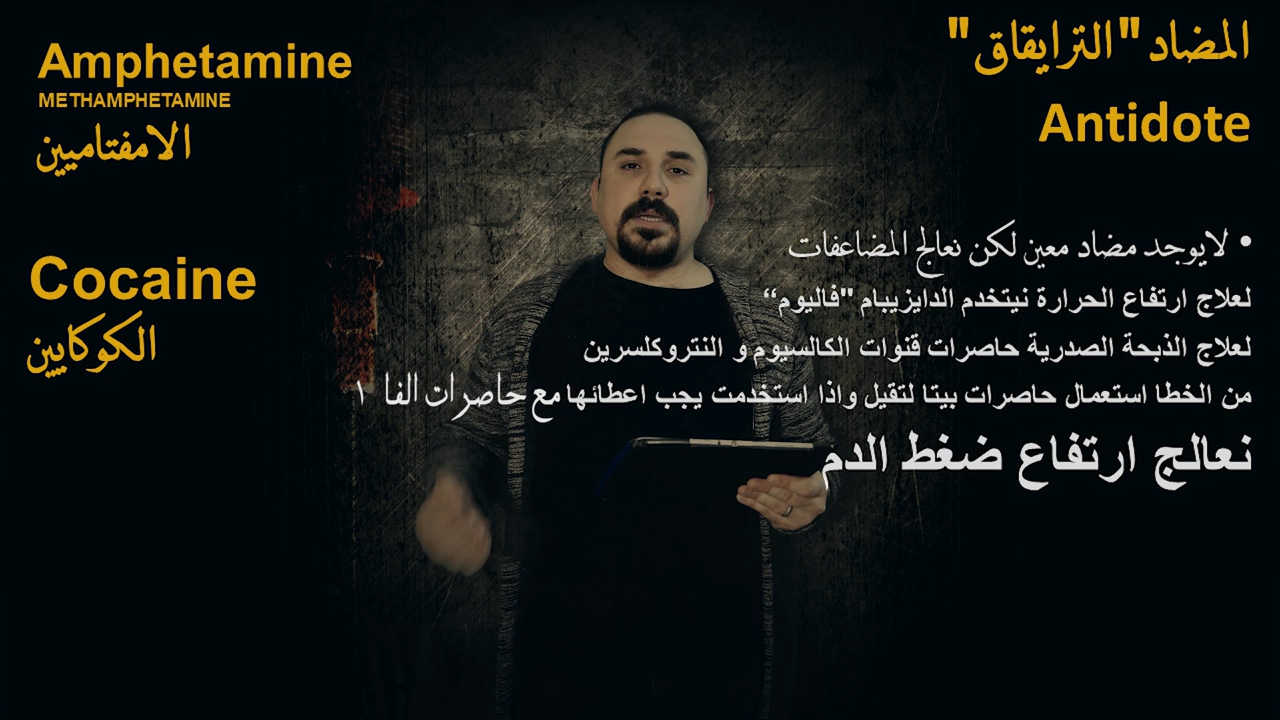 Amphetamine
METHAMPHETAMINE
الامفتاميين
Cocaine
الكوكايين
المضاد "الترايقاق"
Antidote
• لايوجد مضاد معين لكن نعالج المضاعفات
لعلاج ارتفاع الحرارة نيتخدم الدايزيبام "فاليوم“
لعلاج الذبحة الصدرية حاصرات قنوات الكالسيوم و النتروكلسرين
من الخطا استعمال حاصرات بيتا لتقيل واذا استخدمت يجب اعطائها مع حاصرات الفا ١
نعالج ارتفاع ضغط الدم